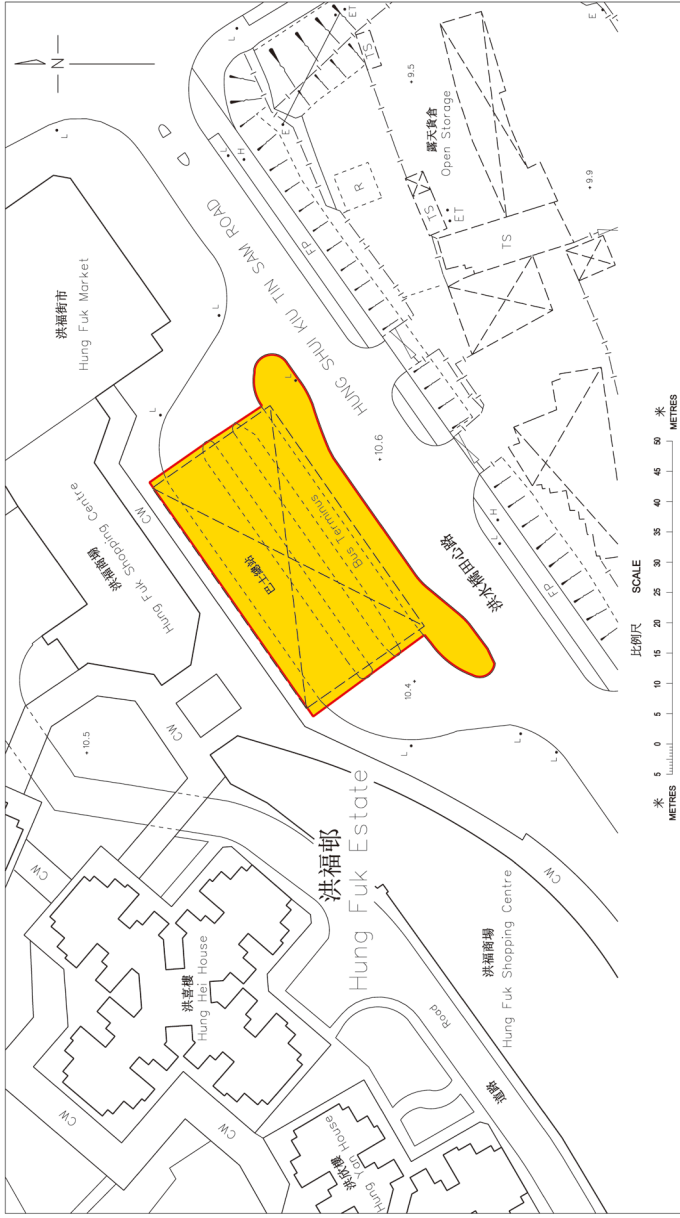 N
L
L
H
E
ET
TS
+9.5
E
露天貨倉
Open Storage
R
TS
ET
TS
+9.9
FP
HUNG SHUI KIU TIN SAM ROAD
洪水橋田心路
洪福街市
Hung Fuk Market
L
L
L
L
CW
洪福商場
Hung Fuk Shopping Centre
巴士總站
Bus Terminus
+10.6
10.4
H
L
FP
+10.5
CW
L
L
L
CW
洪福邨
Hung Fuk Estate
洪喜樓
Hung Hei House
CW
CW
CW
洪欣樓
Hung Yan House
道路
Road
洪福商場
Hung Fuk Shopping Centre
比例尺 SCALE
米 METRES 5 0 5 10 15 20 25 30 35 40 45 50 米 METRES